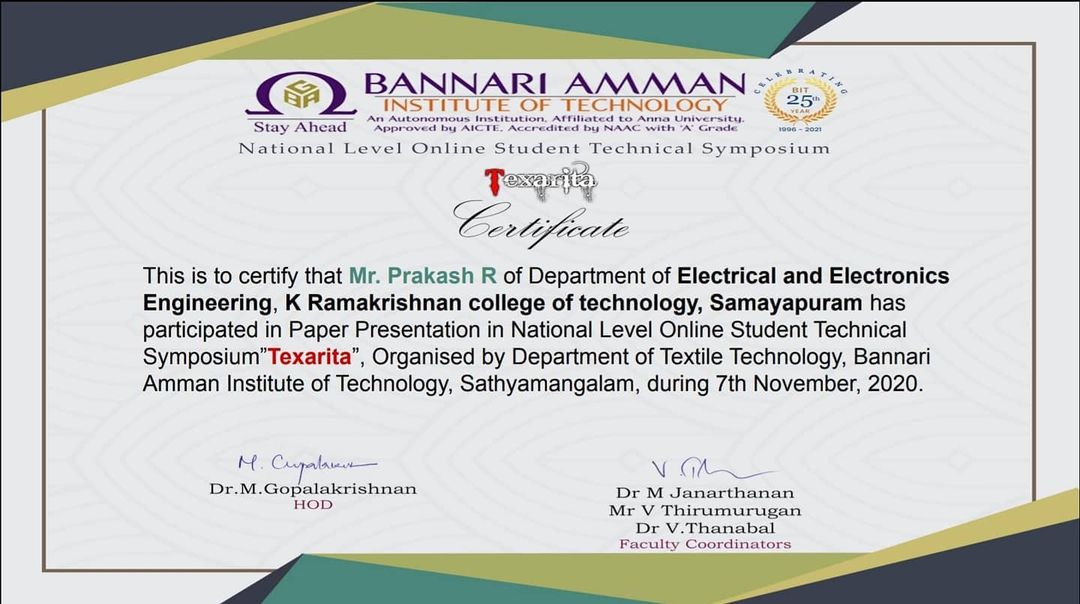 BANNARI AMMAN
INSTITUTE OF TECHNOLOGY
An Autonomous Institution, Affiliated to Anna University,
Approved by AICTE, Accredited by NAAC with 'A' Grade
Stay Ahead
CELEBRATING
BIT
25th
YEAR
1996 - 2021
National Level Online Student Technical Symposium
Texarita
Certificate
This is to certify that Mr. Prakash R of Department of Electrical and Electronics
Engineering, K Ramakrishnan college of technology, Samayapuram has
participated in Paper Presentation in National Level Online Student Technical
Symposium"Texarita", Organised by Department of Textile Technology, Bannari
Amman Institute of Technology, Sathyamangalam, during 7th November, 2020.
Dr.M.Gopalakrishnan
HOD
Dr M Janarthanan
Mr V Thirumurugan
Dr V.Thanabal
Faculty Coordinators